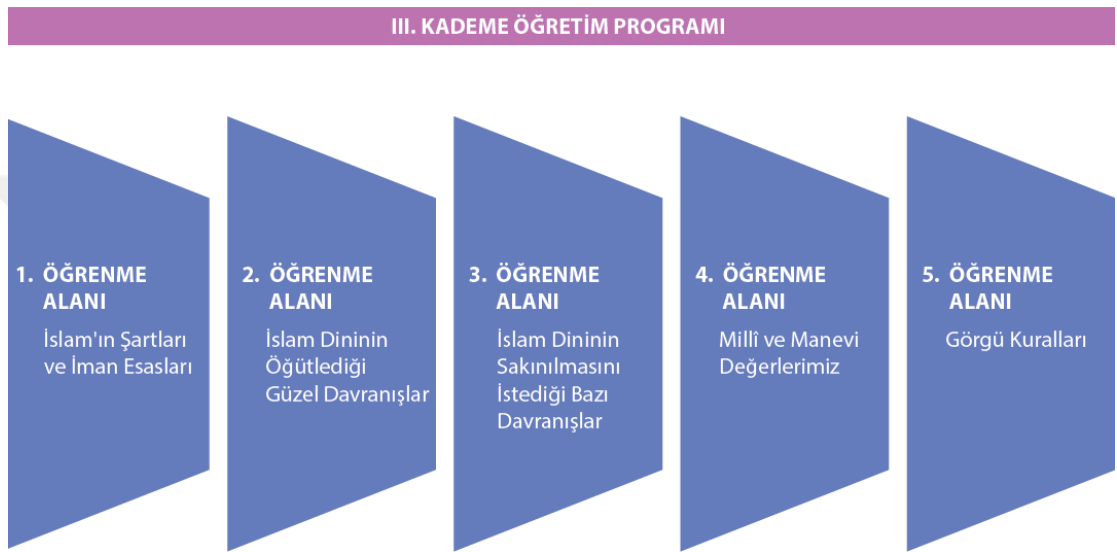 III. KADEME ÖĞRETİM PROGRAMI
1. ÖĞRENME
ALANI
İslam'ın Şartları
ve İman Esasları
2. ÖĞRENME
ALANI
İslam Dininin
Öğütlediği
Güzel Davranışlar
3. ÖĞRENME
ALANI
İslam Dininin
Sakınılmasını
İstediği Bazı
Davranışlar
4. ÖĞRENME
ALANI
Millî ve Manevi
Değerlerimiz
5. ÖĞRENME
ALANI
Görgü Kuralları